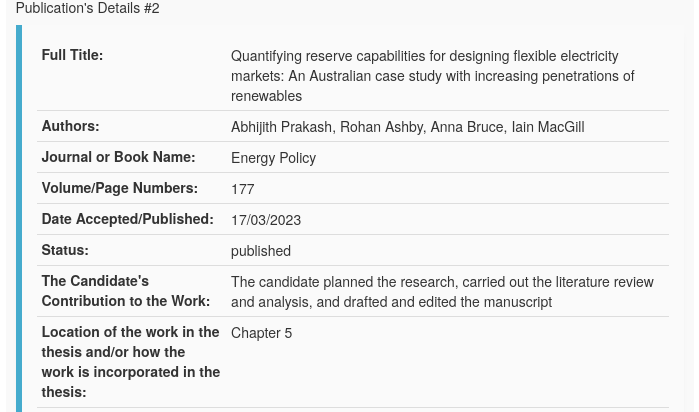 Publication's Details #2
Full Title:
Quantifying reserve capabilities for designing flexible electricity
markets: An Australian case study with increasing penetrations of
renewables
Authors:
Abhijith Prakash, Rohan Ashby, Anna Bruce, Iain MacGill
Journal or Book Name:
Energy Policy
Volume/Page Numbers:
177
Date Accepted/Published:
17/03/2023
Status:
published
The Candidate's
Contribution to the Work:
The candidate planned the research, carried out the literature review
and analysis, and drafted and edited the manuscript
Location of the work in the
thesis and/or how the
work is incorporated in the
thesis:
Chapter 5